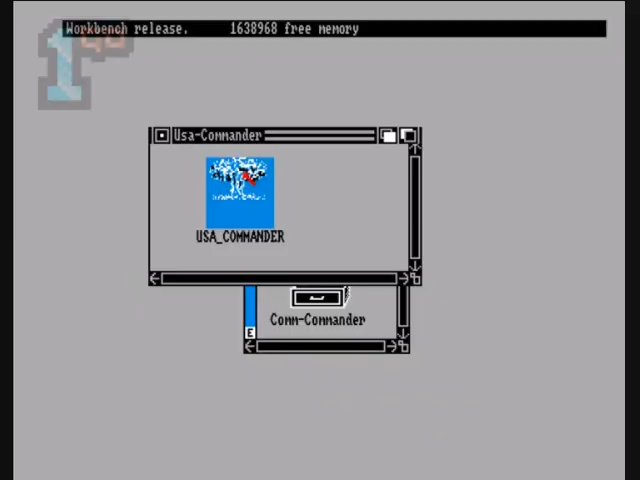 Workbench release. 1638968 free memory
Usa-Commander
USA_COMMANDER
Comm-Commander
E